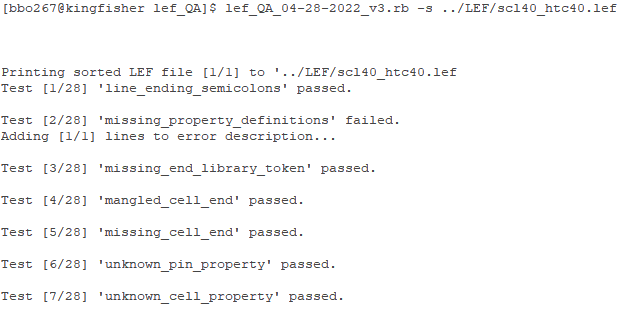 [bbo267@kingfisher lef_QA]$ lef_QA_04-28-2022_v3.rb -s ../LEF/scl40_htc40.lef
Printing sorted LEF file [1/1] to '../LEF/scl40_htc40.lef
Test [1/28] 'line_ending_semicolons' passed.
Test [2/28] 'missing_property_definitions' failed.
Adding [1/1] lines to error description...
Test [3/28] 'missing_end_library_token' passed.
Test [4/28] 'mangled_cell_end' passed.
Test [5/28] 'missing_cell_end' passed.
Test [6/28] 'unknown_pin_property' passed.
Test [7/28] 'unknown_cell_property' passed.